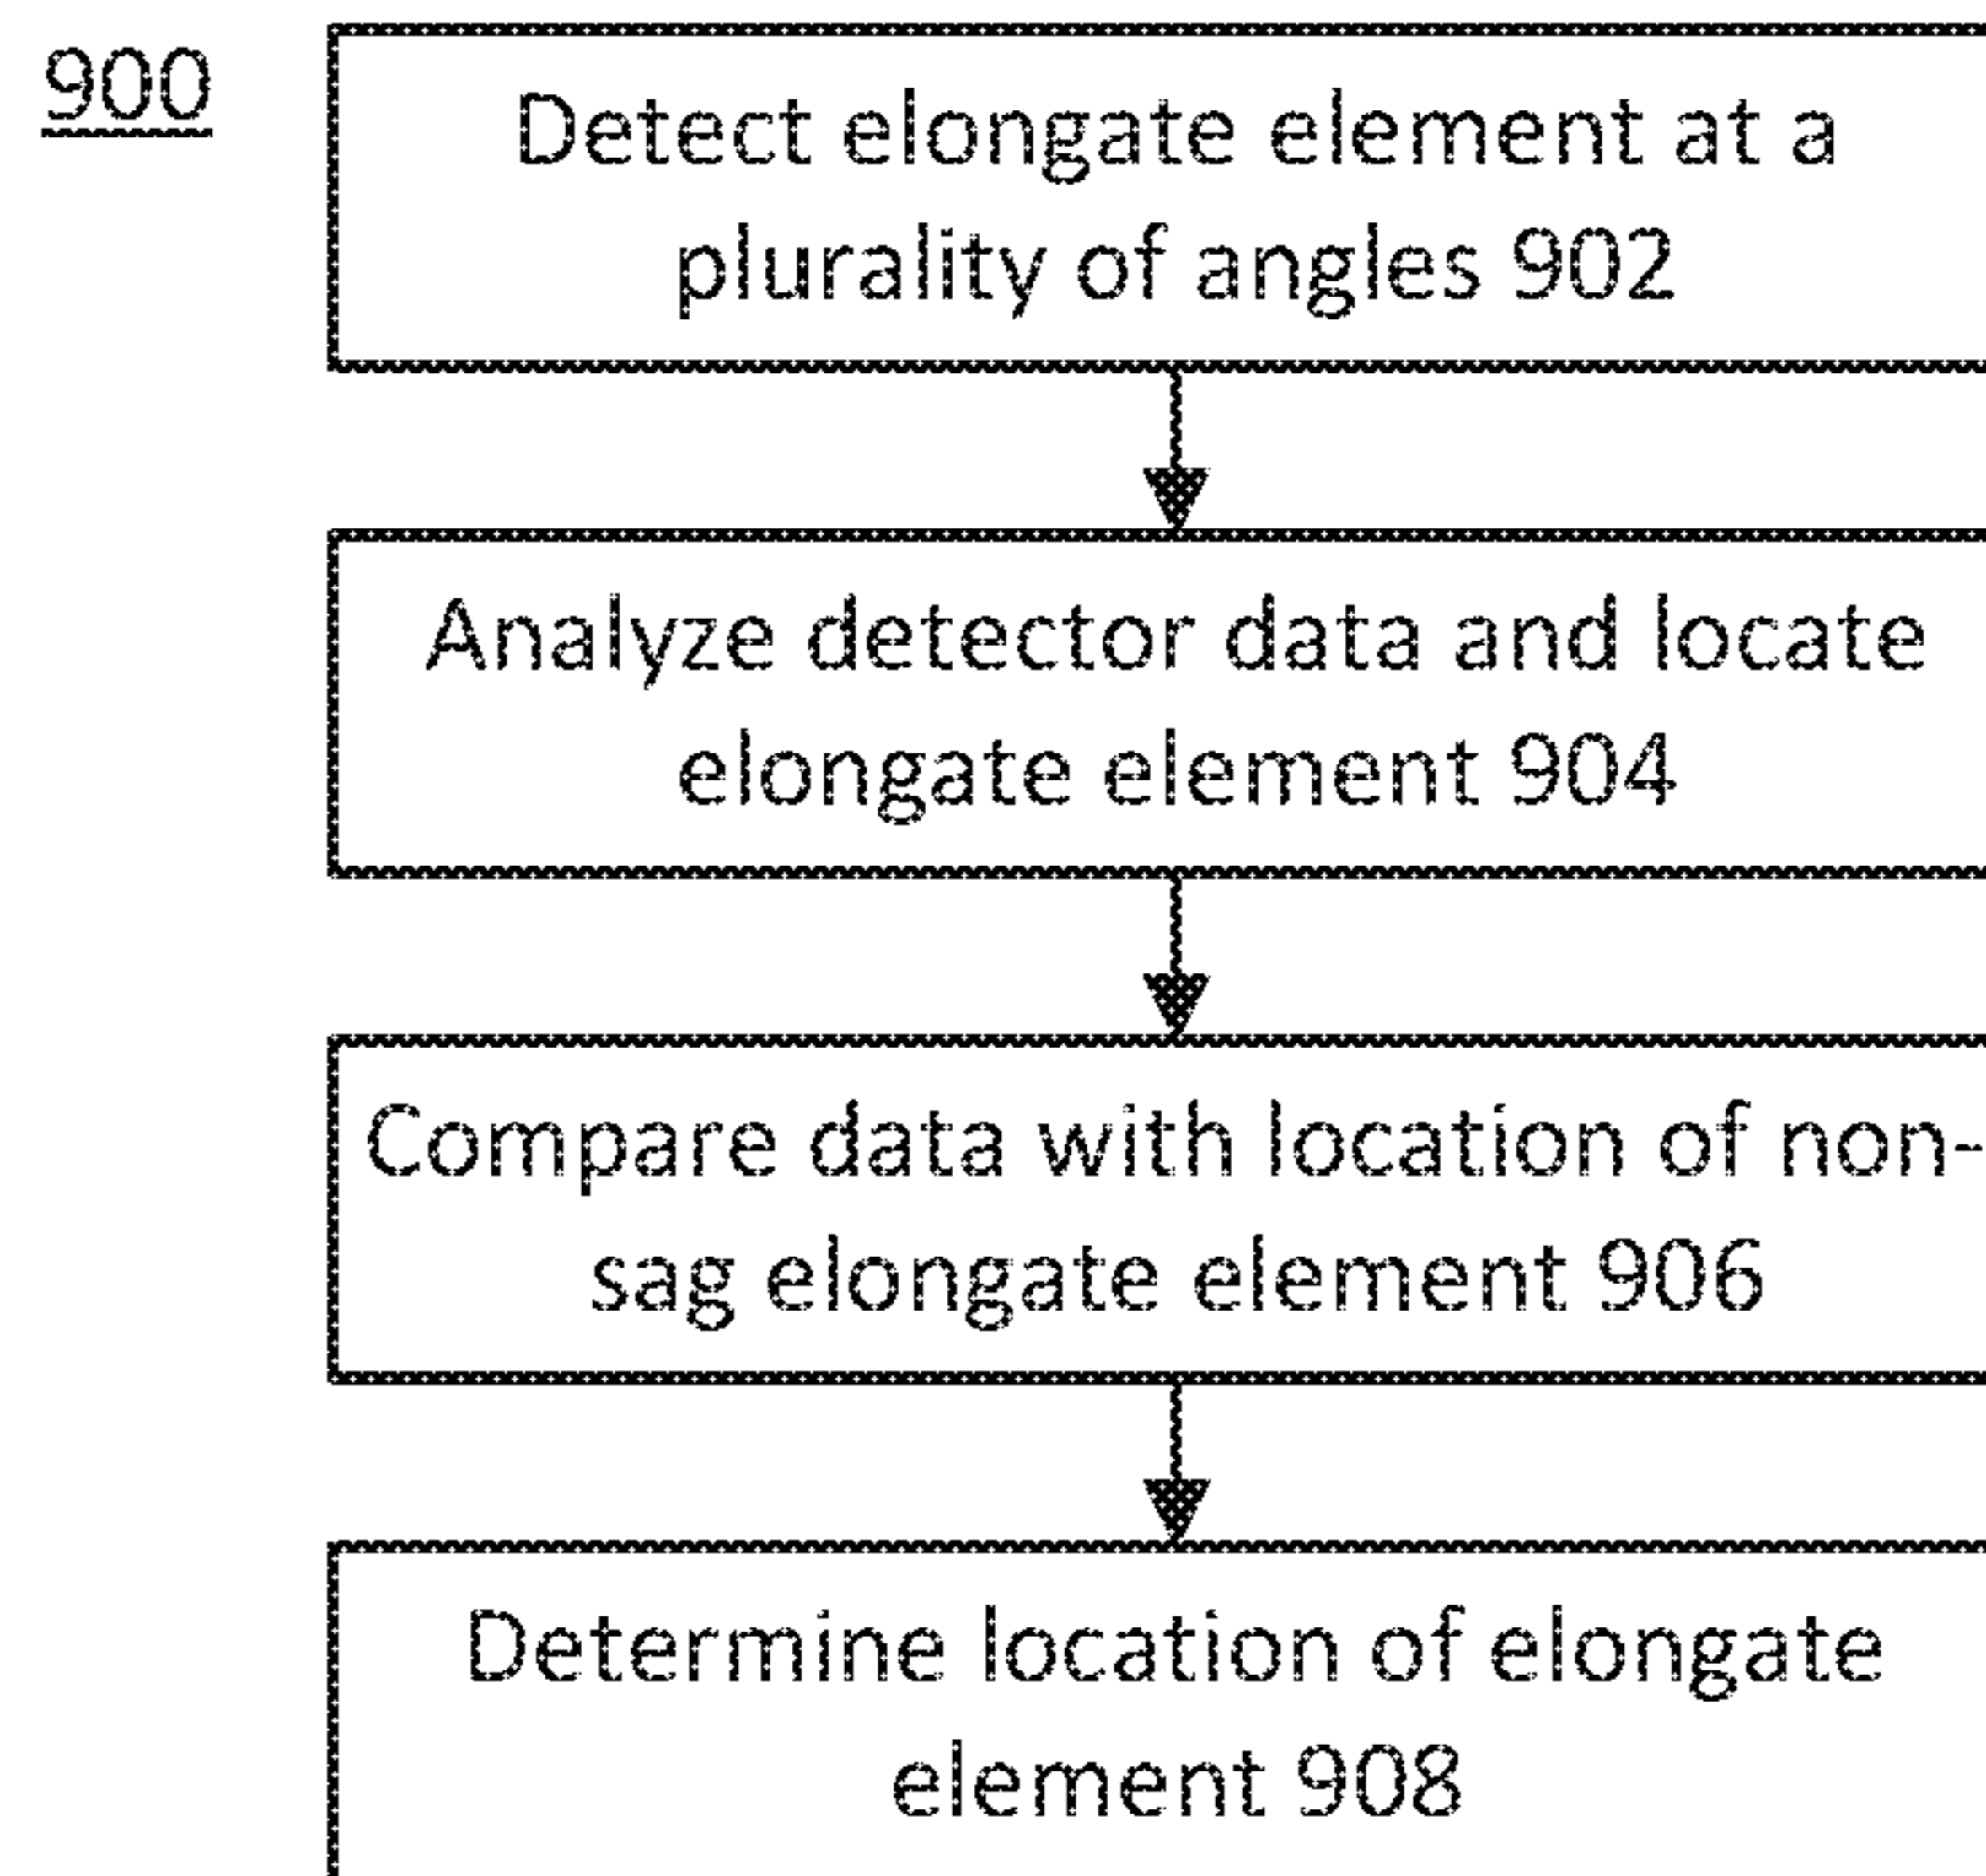 900
Detect elongate element at a
plurality of angles 902
Analyze detector data and locate
elongate element 904
Compare data with location of non-
sag elongate element 906
Determine location of elongate
element 908